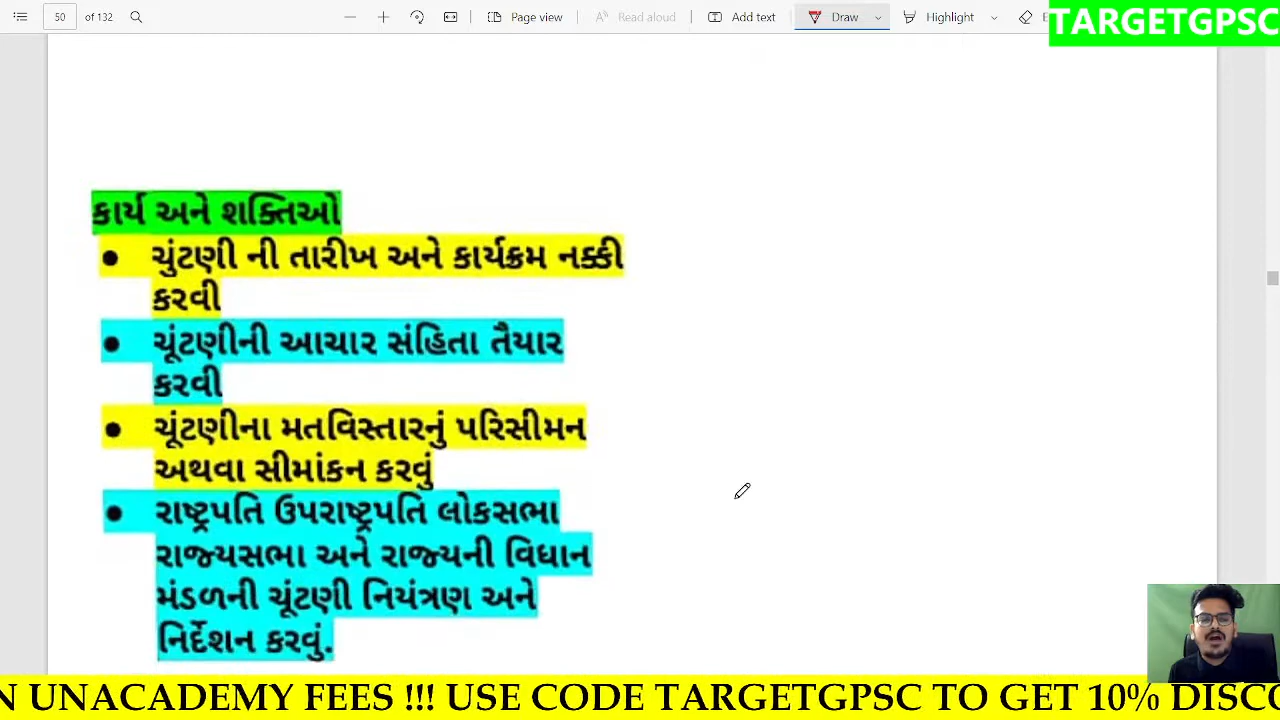 50 of 132 Page view Read aloud Add text Draw Highlight
TARGETGPSC
કાર્ય અને શક્તિઓ
● ચુંટણી ની તારીખ અને કાર્યક્રમ નક્કી
કરવી
● ચૂંટણીની આચાર સંહિતા તૈયાર
કરવી
● ચૂંટણીના મતવિસ્તારનું પરિસીમન
અથવા સીમાંકન કરવું
● રાષ્ટ્રપતિ ઉપરાષ્ટ્રપતિ લોકસભા
રાજ્યસભા અને રાજ્યની વિધાન
મંડળની ચૂંટણી નિયંત્રણ અને
નિર્દેશન કરવું.
N UNACADEMY FEES !!! USE CODE TARGETGPSC TO GET 10% DISCO